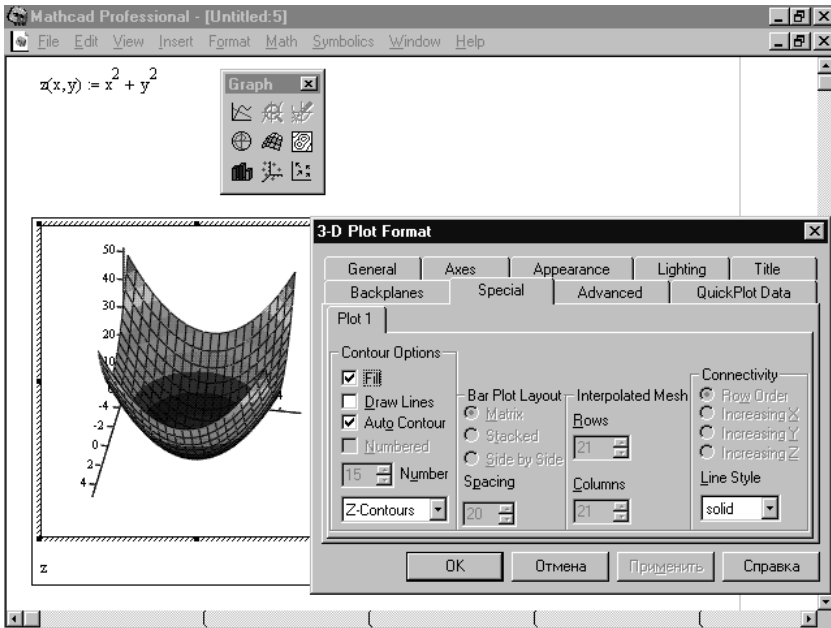 Mathcad Professional - [Untitled:5]
File Edit View Insert Format Math Symbolics Window Help
z(x,y) := x^2 + y^2
Graph
50
40
30
20
10
-4
-2
0
2
4
z
3-D Plot Format
General Axes Appearance Lighting Title
Backplanes Special Advanced QuickPlot Data
Plot 1
Contour Options
Fill
Draw Lines
Auto Contour
Numbered
15 Number
Z-Contours
Bar Plot Layout
Matrix
Stacked
Side by Side
Spacing
20
Interpolated Mesh
Rows
21
Columns
21
Connectivity
Row Order
Increasing X
Increasing Y
Increasing Z
Line Style
solid
OK Отмена Применить Справка